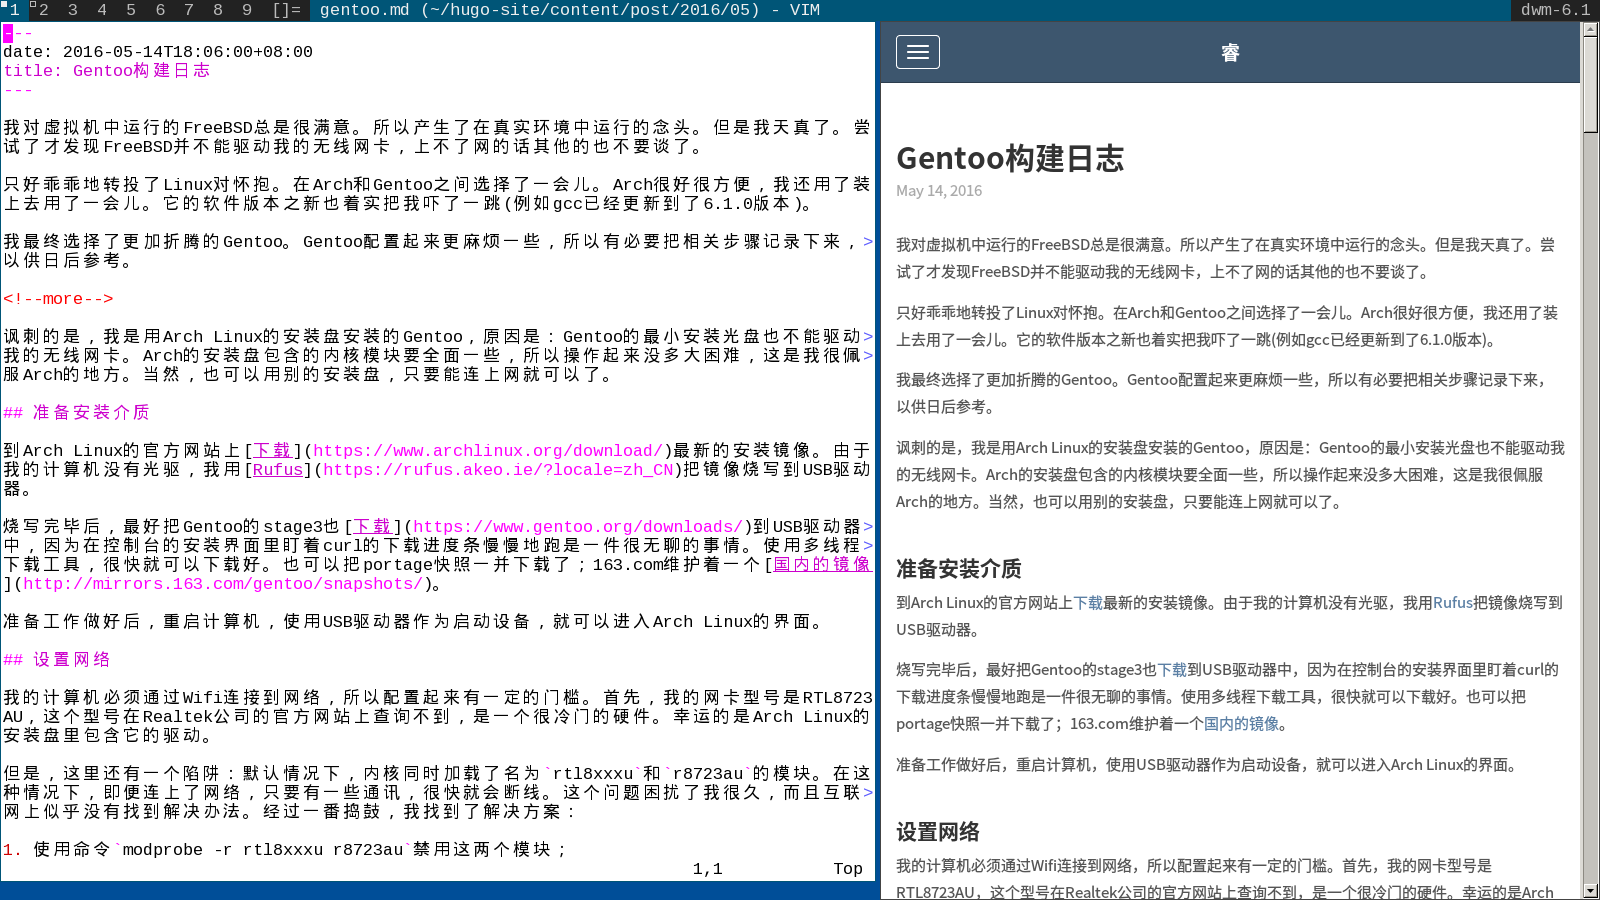 1 2 3 4 5 6 7 8 9 []= gentoo.md (~/hugo-site/content/post/2016/05) - VIM dwm-6.1
---
date: 2016-05-14T18:06:00+08:00
title: Gentoo构建日志
---
我对虚拟机中运行的FreeBSD总是很满意。所以产生了在真实环境中运行的念头。但是我天真了。尝
试了才发现FreeBSD并不能驱动我的无线网卡，上不了网的话其他的也不要谈了。
只好乖乖地转投了Linux对怀抱。在Arch和Gentoo之间选择了一会儿。Arch很好很方便，我还用了装
上去用了一会儿。它的软件版本之新也着实把我吓了一跳(例如gcc已经更新到了6.1.0版本)。
我最终选择了更加折腾的Gentoo。Gentoo配置起来更麻烦一些，所以有必要把相关步骤记录下来，>
以供日后参考。
<!--more-->
讽刺的是，我是用Arch Linux的安装盘安装的Gentoo，原因是：Gentoo的最小安装光盘也不能驱动>
我的无线网卡。Arch的安装盘包含的内核模块要全面一些，所以操作起来没多大困难，这是我很佩>
服Arch的地方。当然，也可以用别的安装盘，只要能连上网就可以了。
## 准备安装介质
到Arch Linux的官方网站上[下载](https://www.archlinux.org/download/)最新的安装镜像。由于
我的计算机没有光驱，我用[Rufus](https://rufus.akeo.ie/?locale=zh_CN)把镜像烧写到USB驱动
器。
烧写完毕后，最好把Gentoo的stage3也[下载](https://www.gentoo.org/downloads/)到USB驱动器>
中，因为在控制台的安装界面里盯着curl的下载进度条慢慢地跑是一件很无聊的事情。使用多线程>
下载工具，很快就可以下载好。也可以把portage快照一并下载了；163.com维护着一个[国内的镜像
](http://mirrors.163.com/gentoo/snapshots/)。
准备工作做好后，重启计算机，使用USB驱动器作为启动设备，就可以进入Arch Linux的界面。
## 设置网络
我的计算机必须通过Wifi连接到网络，所以配置起来有一定的门槛。首先，我的网卡型号是RTL8723
AU，这个型号在Realtek公司的官方网站上查询不到，是一个很冷门的硬件。幸运的是Arch Linux的
安装盘里包含它的驱动。
但是，这里还有一个陷阱：默认情况下，内核同时加载了名为`rtl8xxxu`和`r8723au`的模块。在这
种情况下，即便连上了网络，只要有一些通讯，很快就会断线。这个问题困扰了我很久，而且互联>
网上似乎没有找到解决办法。经过一番捣鼓，我找到了解决方案：
1. 使用命令`modprobe -r rtl8xxxu r8723au`禁用这两个模块；
1,1 Top
睿
Gentoo构建日志
May 14, 2016
我对虚拟机中运行的FreeBSD总是很满意。所以产生了在真实环境中运行的念头。但是我天真了。尝
试了才发现FreeBSD并不能驱动我的无线网卡，上不了网的话其他的也不要谈了。
只好乖乖地转投了Linux对怀抱。在Arch和Gentoo之间选择了一会儿。Arch很好很方便，我还用了装
上去用了一会儿。它的软件版本之新也着实把我吓了一跳(例如gcc已经更新到了6.1.0版本)。
我最终选择了更加折腾的Gentoo。Gentoo配置起来更麻烦一些，所以有必要把相关步骤记录下来，
以供日后参考。
讽刺的是，我是用Arch Linux的安装盘安装的Gentoo，原因是：Gentoo的最小安装光盘也不能驱动我
的无线网卡。Arch的安装盘包含的内核模块要全面一些，所以操作起来没多大困难，这是我很佩服
Arch的地方。当然，也可以用别的安装盘，只要能连上网就可以了。
准备安装介质
到Arch Linux的官方网站上下载最新的安装镜像。由于我的计算机没有光驱，我用Rufus把镜像烧写到
USB驱动器。
烧写完毕后，最好把Gentoo的stage3也下载到USB驱动器中，因为在控制台的安装界面里盯着curl的
下载进度条慢慢地跑是一件很无聊的事情。使用多线程下载工具，很快就可以下载好。也可以把
portage快照一并下载了；163.com维护着一个国内的镜像。
准备工作做好后，重启计算机，使用USB驱动器作为启动设备，就可以进入Arch Linux的界面。
设置网络
我的计算机必须通过Wifi连接到网络，所以配置起来有一定的门槛。首先，我的网卡型号是
RTL8723AU，这个型号在Realtek公司的官方网站上查询不到，是一个很冷门的硬件。幸运的是Arch